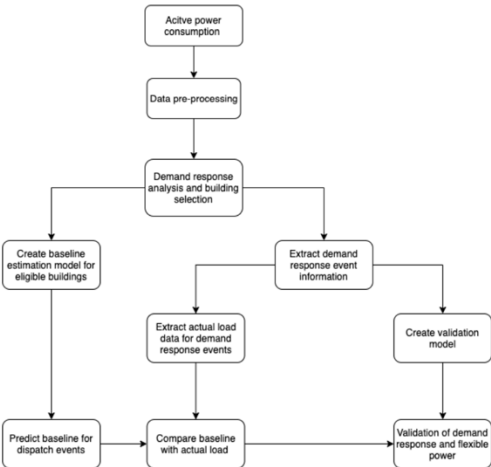 Acitve power
consumption
Data pre-processing
Demand response
analysis and building
selection
Create baseline
estimation model for
eligible buildings
Extract demand
response event
information
Extract actual load
data for demand
response events
Create validation
model
Predict baseline for
dispatch events
Compare baseline
with actual load
Validation of demand
response and flexible
power